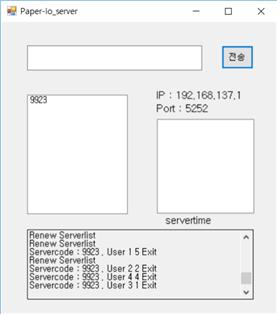 Paper-Io_server
전송
9923
IP : 192,168,137,1
Port : 5252
servertime
Renew Serverlist
Renew Serverlist
Servercode : 9923 , User 1 5 Exit
Renew Serverlist
Servercode : 9923 , User 2 2 Exit
Servercode : 9923 , User 4 4 Exit
Servercode : 9923 , User 3 1 Exit